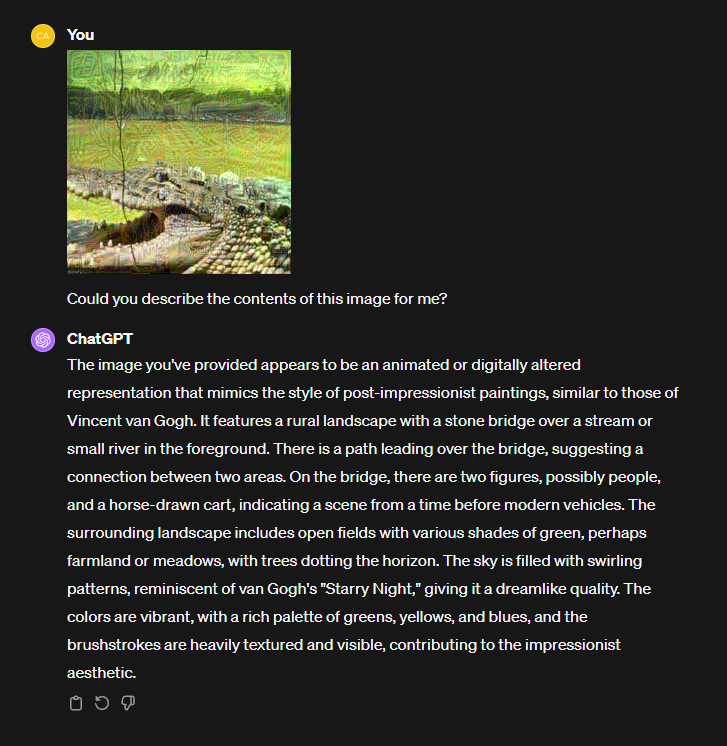 CA You
Could you describe the contents of this image for me?
ChatGPT
The image you've provided appears to be an animated or digitally altered
representation that mimics the style of post-impressionist paintings, similar to those of
Vincent van Gogh. It features a rural landscape with a stone bridge over a stream or
small river in the foreground. There is a path leading over the bridge, suggesting a
connection between two areas. On the bridge, there are two figures, possibly people,
and a horse-drawn cart, indicating a scene from a time before modern vehicles. The
surrounding landscape includes open fields with various shades of green, perhaps
farmland or meadows, with trees dotting the horizon. The sky is filled with swirling
patterns, reminiscent of van Gogh's "Starry Night," giving it a dreamlike quality. The
colors are vibrant, with a rich palette of greens, yellows, and blues, and the
brushstrokes are heavily textured and visible, contributing to the impressionist
aesthetic.